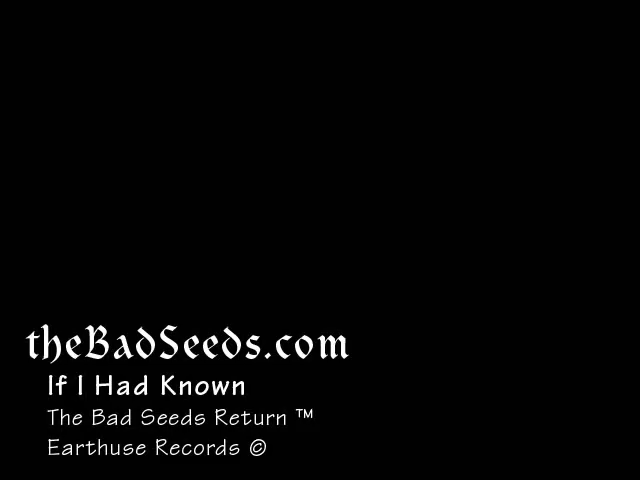 theBadSeeds.com
If I Had Known
The Bad Seeds Return ™
Earthuse Records ©